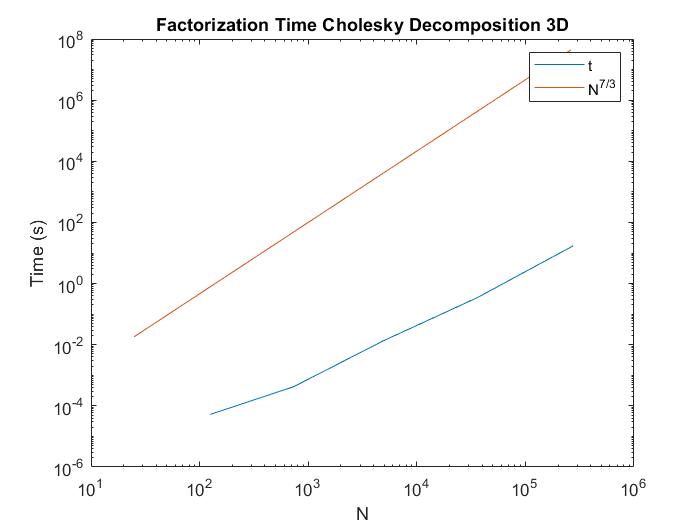 Factorization Time Cholesky Decomposition 3D
10^8
10^6
10^4
10^2
10^0
10^-2
10^-4
10^-6
Time (s)
t
N^7/3
10^1 10^2 10^3 10^4 10^5 10^6
N